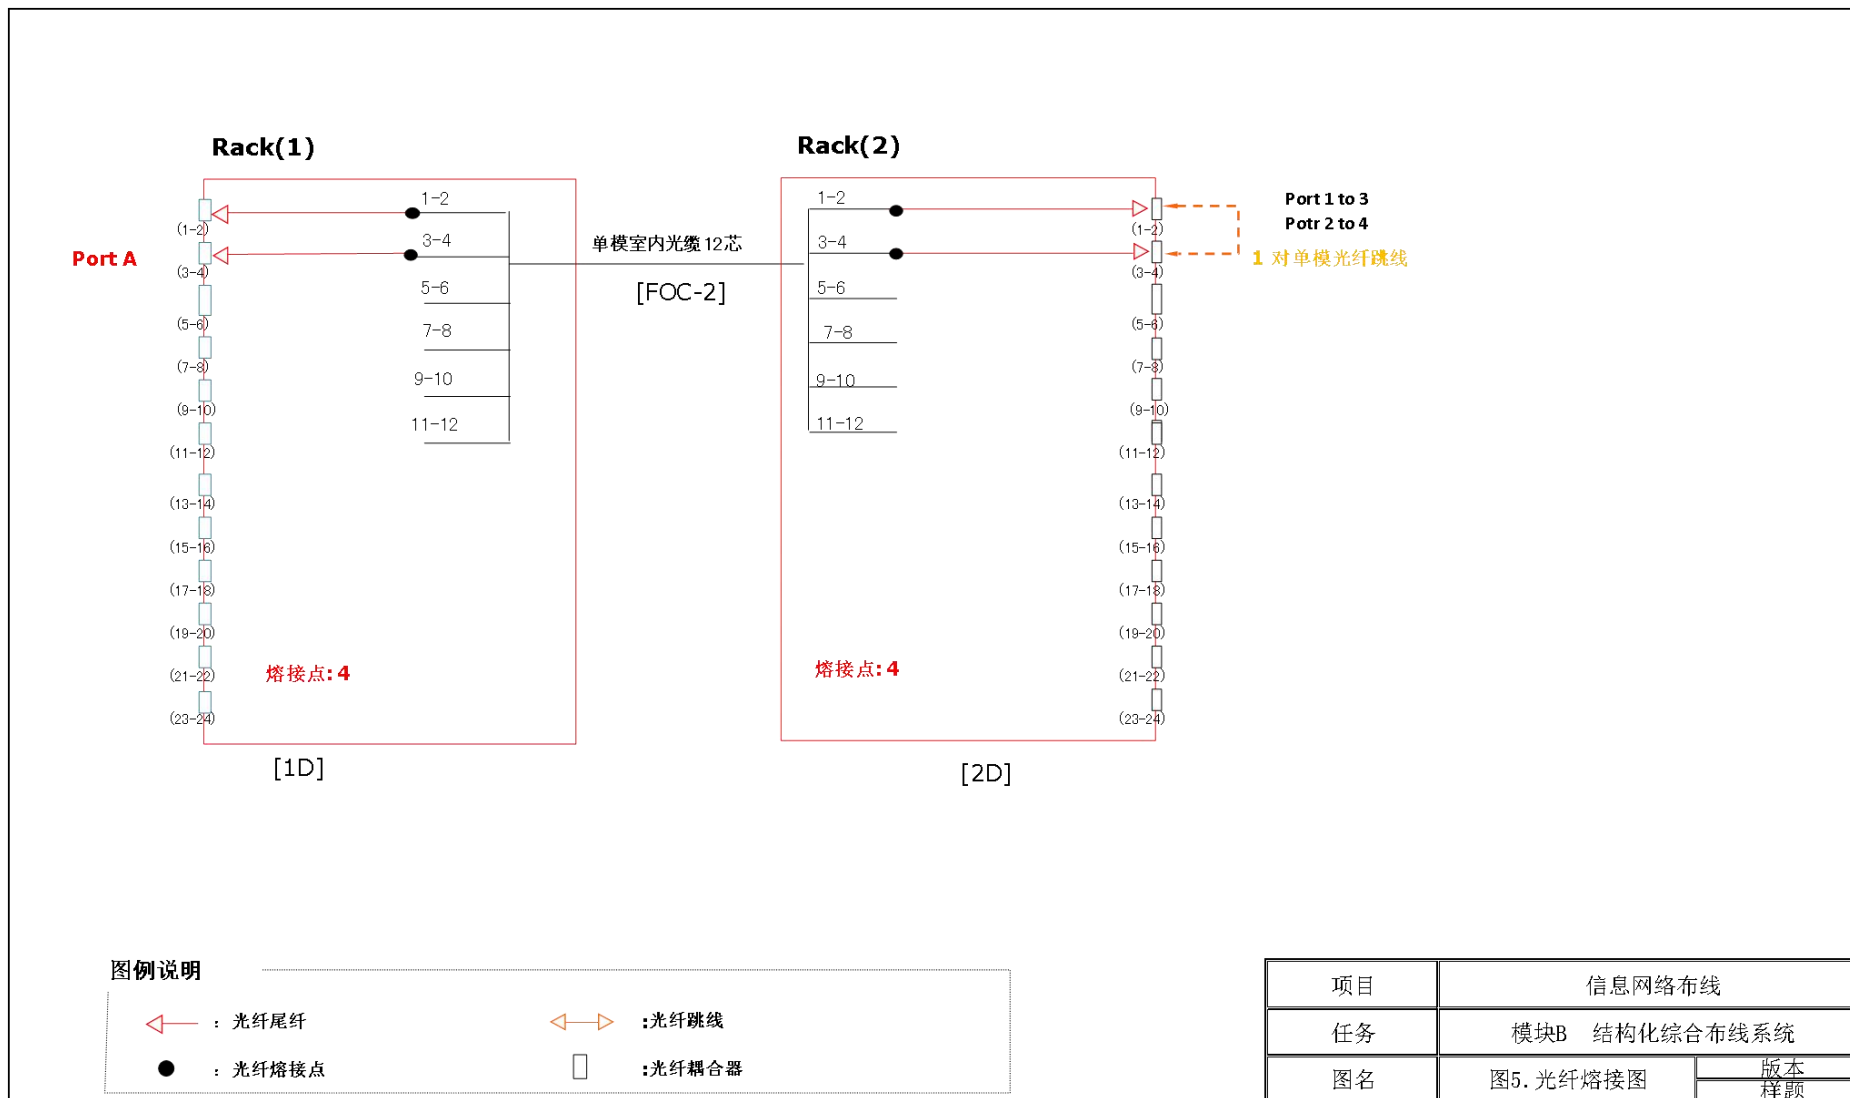 Rack(1)
Rack(2)
1-2
3-4
5-6
7-8
9-10
11-12
(1-2)
(3-4)
(5-6)
(7-8)
(9-10)
(11-12)
(13-14)
(15-16)
(17-18)
(19-20)
(21-22)
(23-24)
Port A
熔接点:4
[1D]
单模室内光缆12芯
[FOC-2]
1-2
3-4
5-6
7-8
9-10
11-12
(1-2)
(3-4)
(5-6)
(7-8)
(9-10)
(11-12)
(13-14)
(15-16)
(17-18)
(19-20)
(21-22)
(23-24)
熔接点:4
[2D]
Port 1 to 3
Potr 2 to 4
1 对单模光纤跳线
图例说明
: 光纤尾纤
:光纤跳线
: 光纤熔接点
:光纤耦合器
项目 信息网络布线
任务 模块B 结构化综合布线系统
图名 图5.光纤熔接图 版本
样题